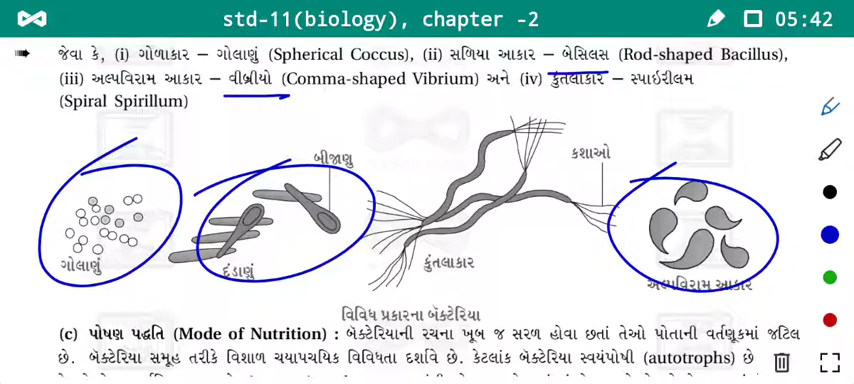 std-11(biology), chapter -2
05:42
જેવા કે, (i) ગોળાકાર – ગોલાણું (Spherical Coccus), (ii) સળિયા આકાર – બેસિલસ (Rod-shaped Bacillus),
(iii) અલ્પવિરામ આકાર – વીબ્રીયો (Comma-shaped Vibrium) અને (iv) કુંતલાકાર – સ્પાઇરીલમ
(Spiral Spirillum)
બીજાણુ
કશાઓ
ગોલાણું
દંડાણું
કુંતલાકાર
અલ્પવિરામ આકાર
વિવિધ પ્રકારના બૅક્ટેરિયા
(c) પોષણ પદ્ધતિ (Mode of Nutrition) : બૅક્ટેરિયાની રચના ખૂબ જ સરળ હોવા છતાં તેઓ પોતાની વર્તણૂકમાં જટિલ
છે. બૅક્ટેરિયા સમૂહ તરીકે વિશાળ ચયાપચયિક વિવિધતા દર્શાવે છે. કેટલાંક બૅક્ટેરિયા સ્વયંપોષી (autotrophs) છે